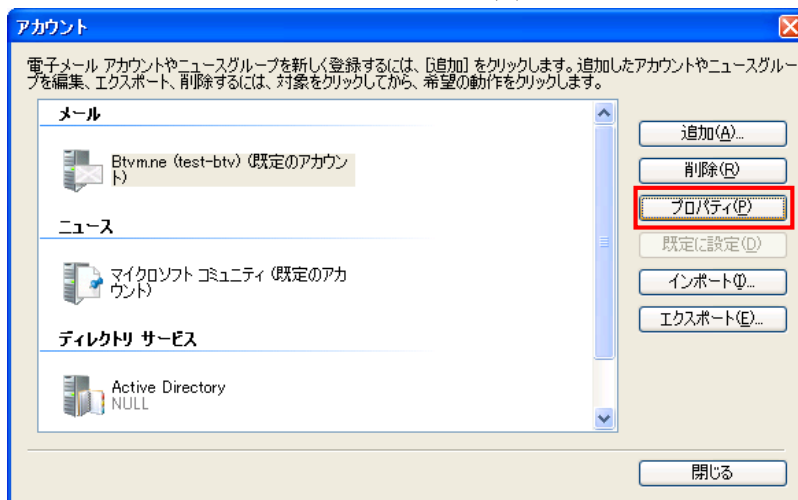 アカウント
電子メール アカウントやニュースグループを新しく登録するには、[追加] をクリックします。追加したアカウントやニュースグルー
プを編集、エクスポート、削除するには、対象をクリックしてから、希望の動作をクリックします。
メール
Btvm.ne (test-btv) (既定のアカウン
ト)
ニュース
マイクロソフト コミュニティ (既定のアカ
ウント)
ディレクトリ サービス
Active Directory
NULL
追加(A)...
削除(R)
プロパティ(P)
既定に設定(D)
インポート(I)...
エクスポート(E)...
閉じる